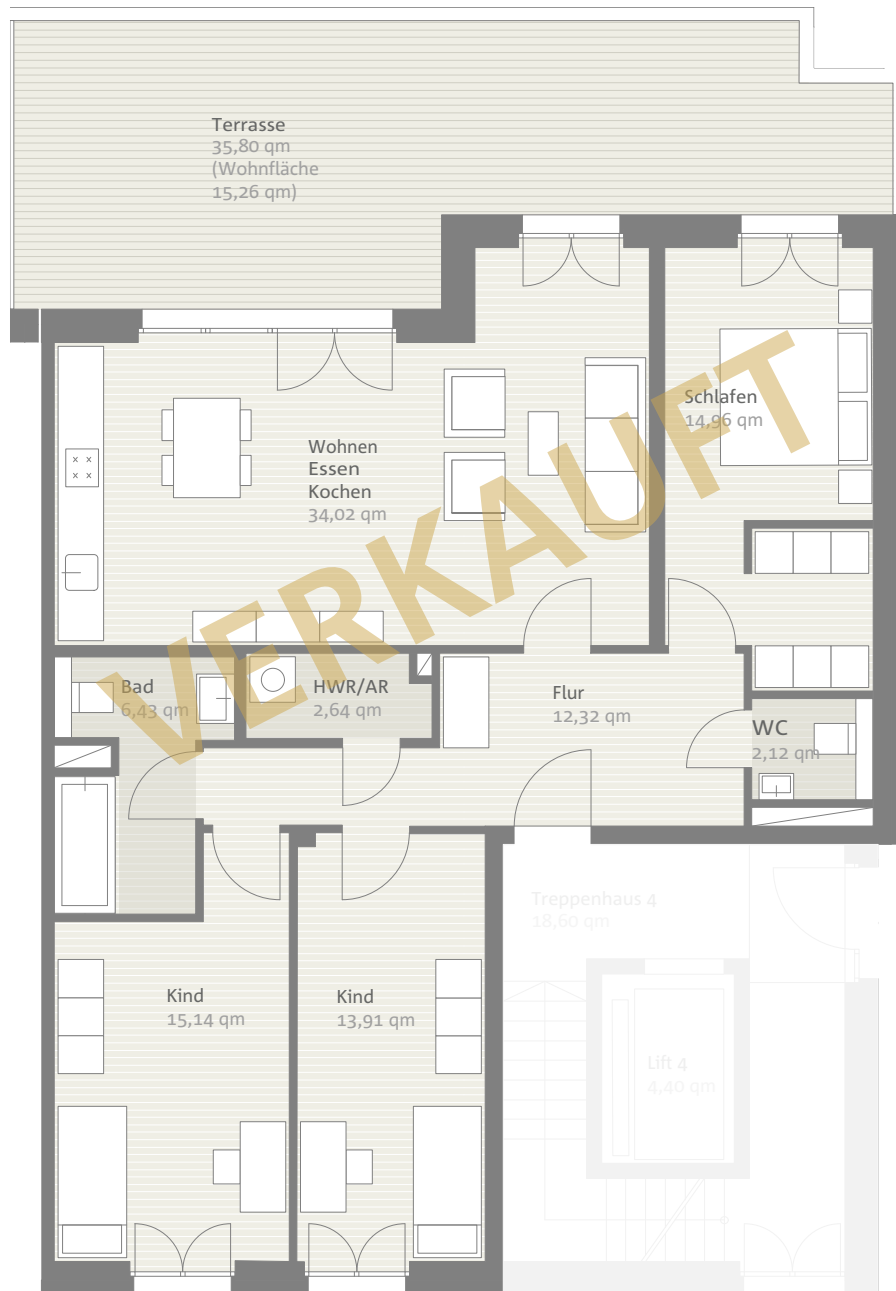 Terrasse
35,80 qm
(Wohnfläche
15,26 qm)
Schlafen
14,96 qm
Wohnen
Essen
Kochen
34,02 qm
VERKAUFT
Bad
6,43 qm
HWR/AR
2,64 qm
Flur
12,32 qm
WC
2,12 qm
Treppenhaus 4
18,60 qm
Kind
15,14 qm
Kind
13,91 qm
Lift 4
4,40 qm